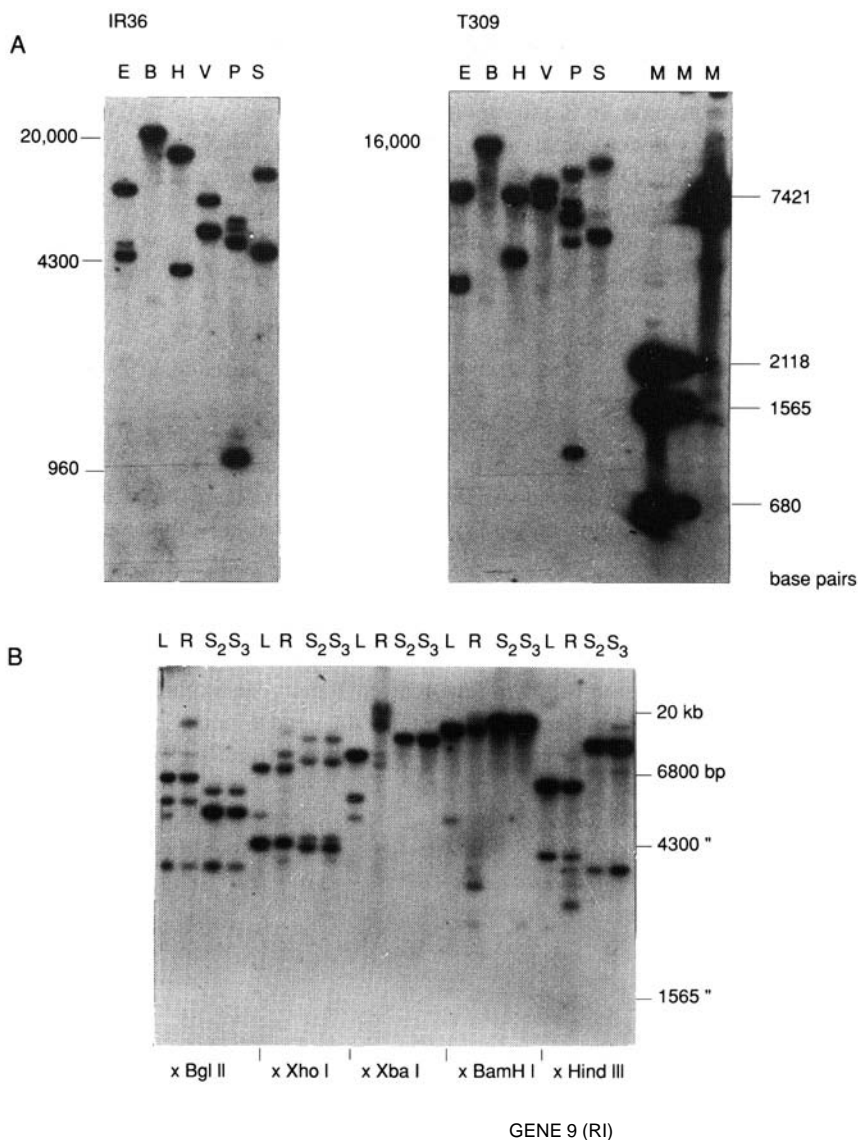 IR36
T309
A
E B H V P S
E B H V P S M M M
20,000
4300
960
16,000
7421
2118
1565
680
base pairs
B
L R S2 S3 L R S2 S3 L R S2 S3 L R S2 S3 L R S2 S3
20 kb
6800 bp
4300 "
1565 "
x Bgl II x Xho I x Xba I x BamH I x Hind III
GENE 9 (RI)